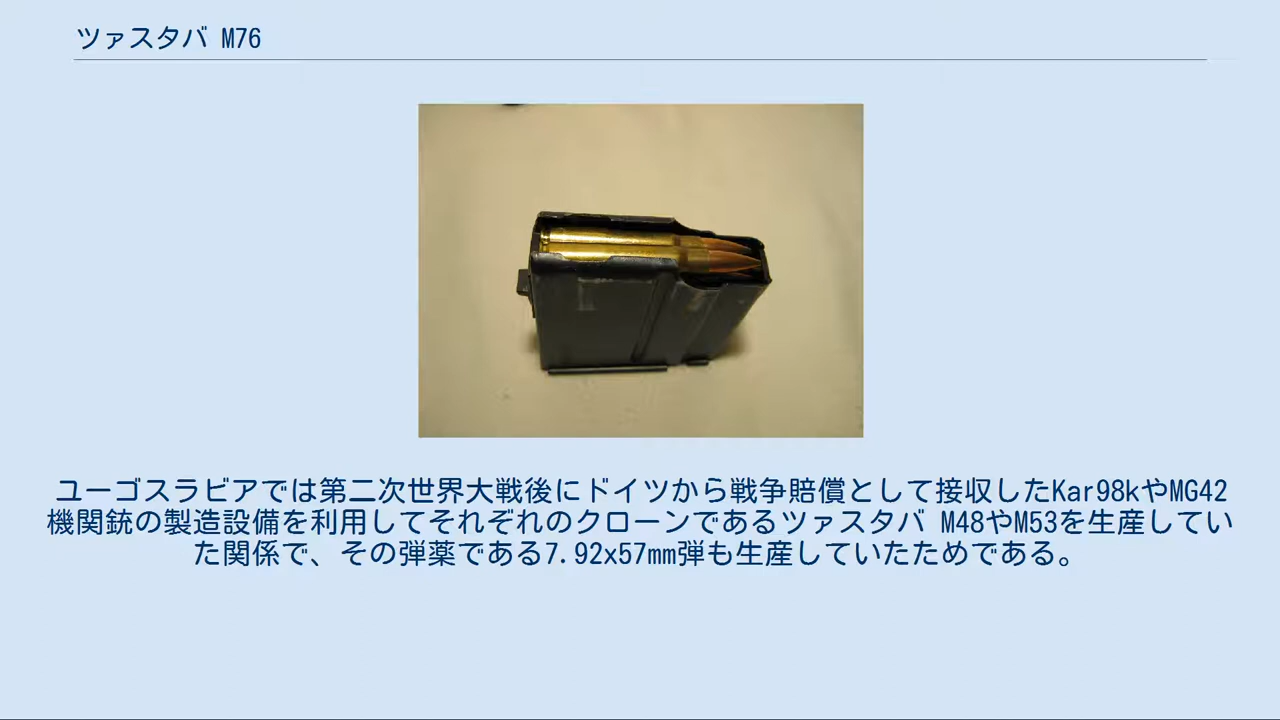 ツァスタバ M76
ユーゴスラビアでは第二次世界大戦後にドイツから戦争賠償として接収したKar98kやMG42
機関銃の製造設備を利用してそれぞれのクローンであるツァスタバ M48やM53を生産してい
た関係で、その弾薬である7.92x57mm弾も生産していたためである。